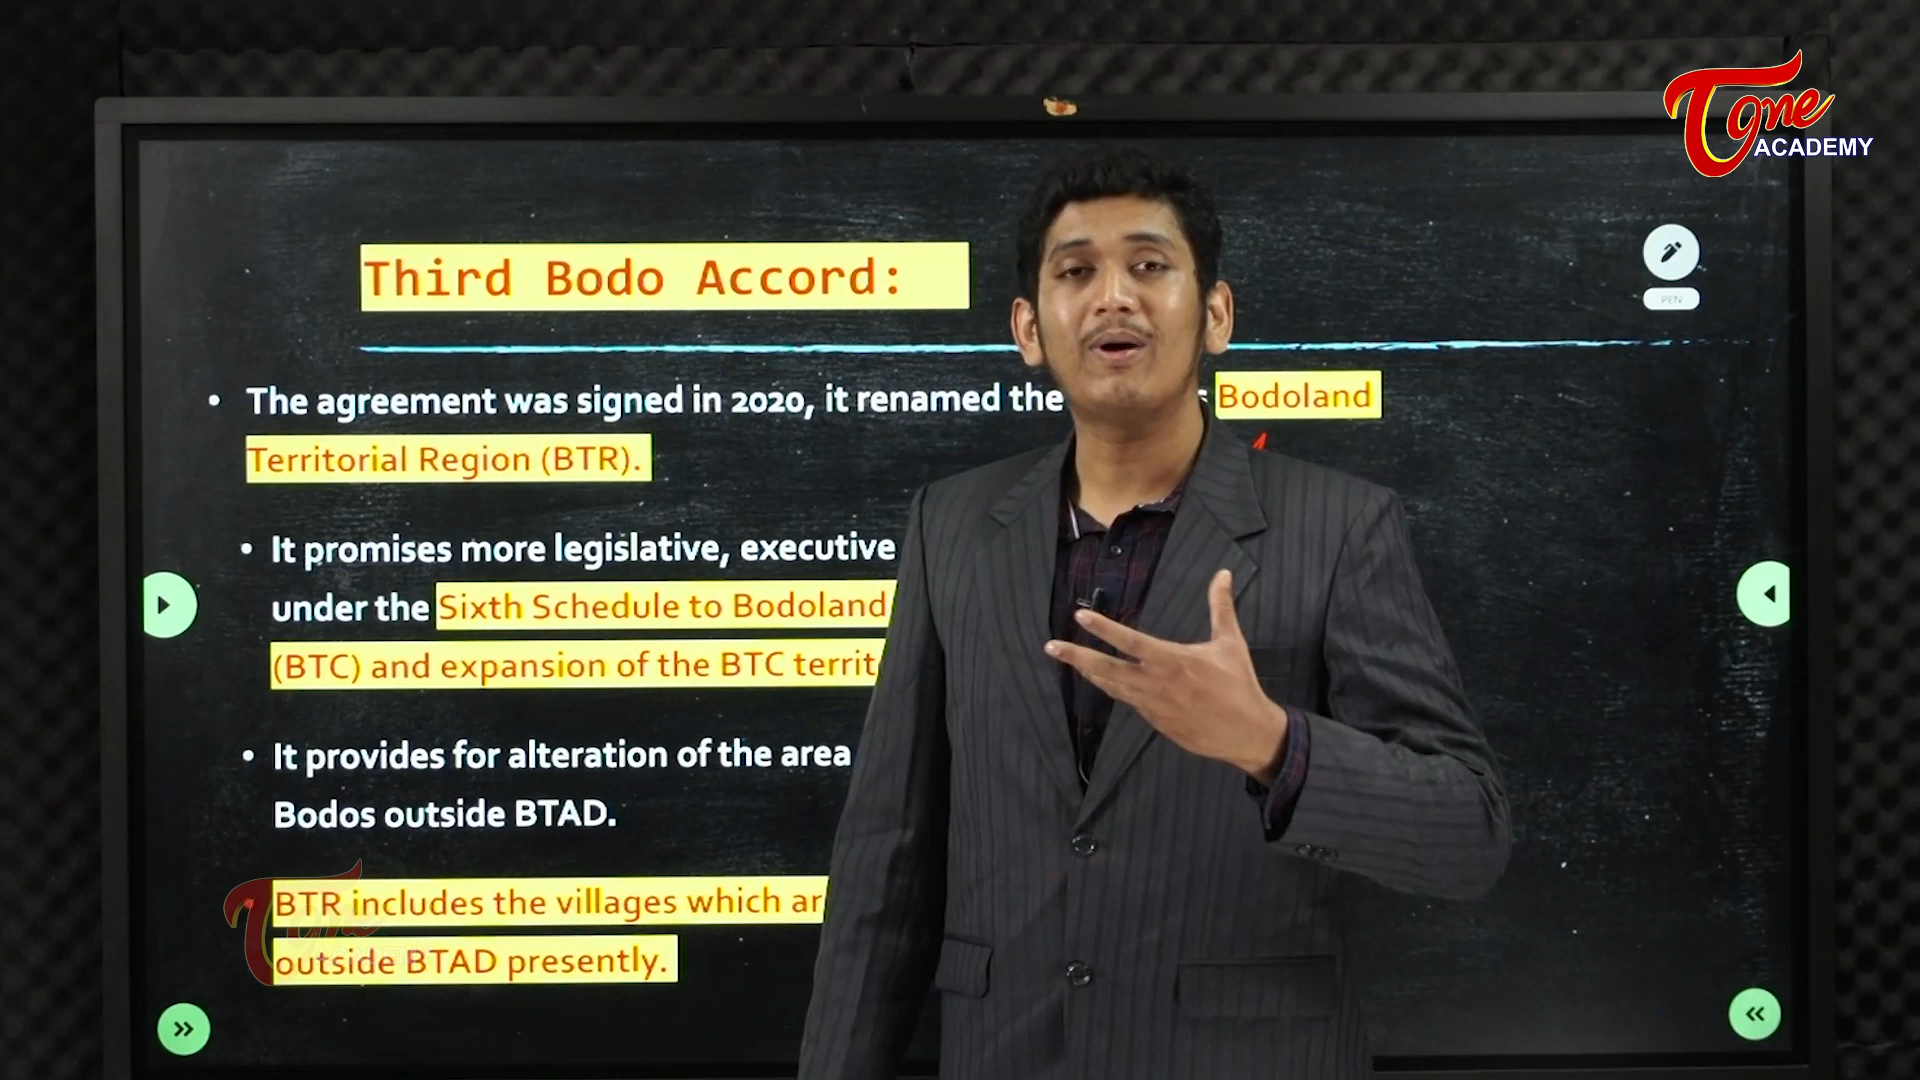 Tone
ACADEMY
Third Bodo Accord:
PEN
• The agreement was signed in 2020, it renamed the Bodoland
Territorial Region (BTR).
• It promises more legislative, executive
under the Sixth Schedule to Bodoland
(BTC) and expansion of the BTC territ
• It provides for alteration of the area
Bodos outside BTAD.
• BTR includes the villages which ar
outside BTAD presently.